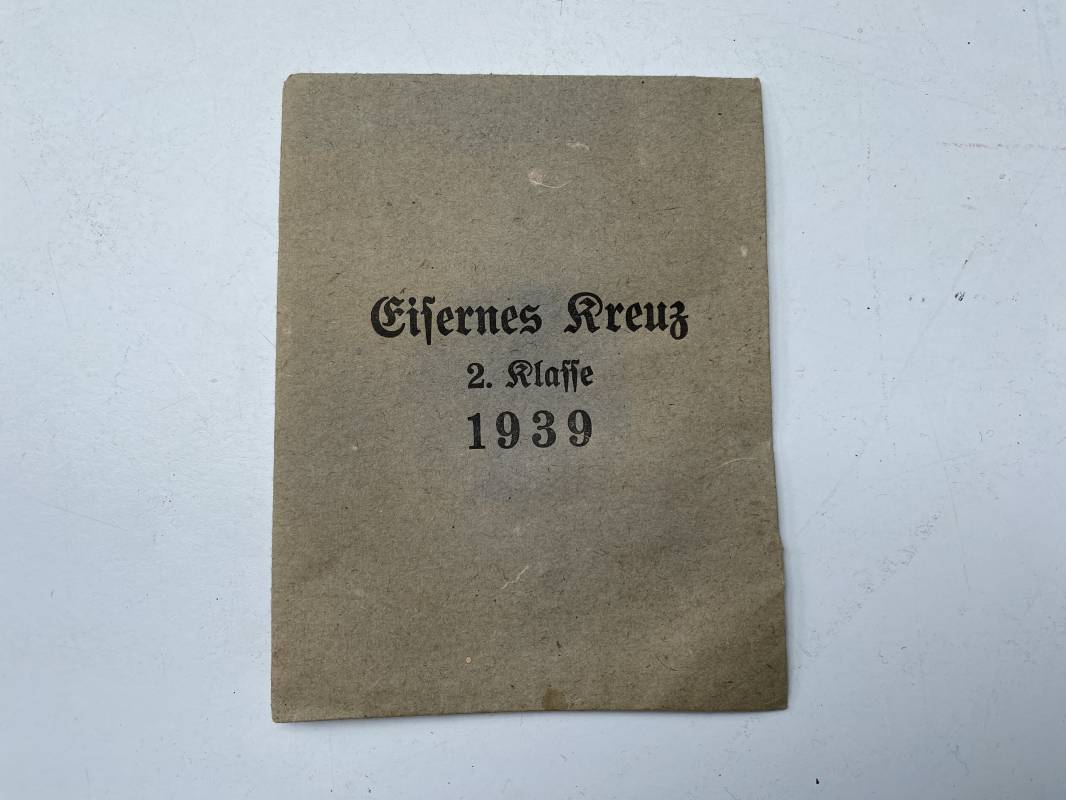 Eiſernes Kreuz
2. Klaſſe
1939